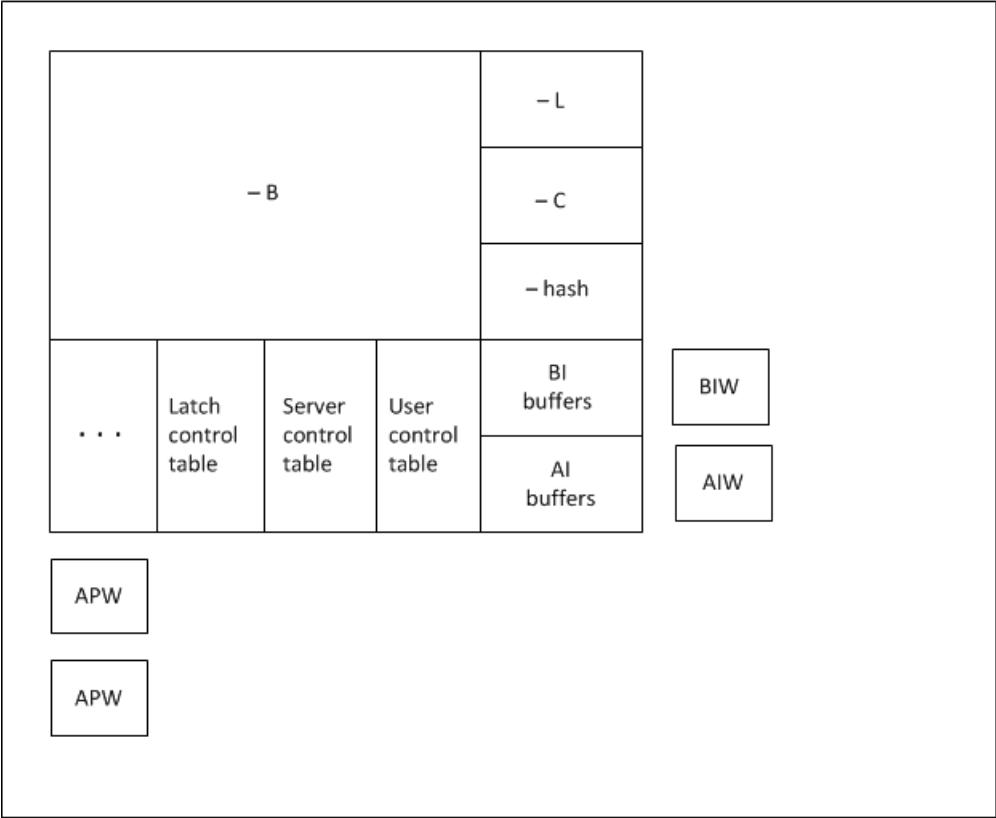 – B
– L
– C
– hash
. . .
Latch
control
table
Server
control
table
User
control
table
BI
buffers
AI
buffers
BIW
AIW
APW
APW